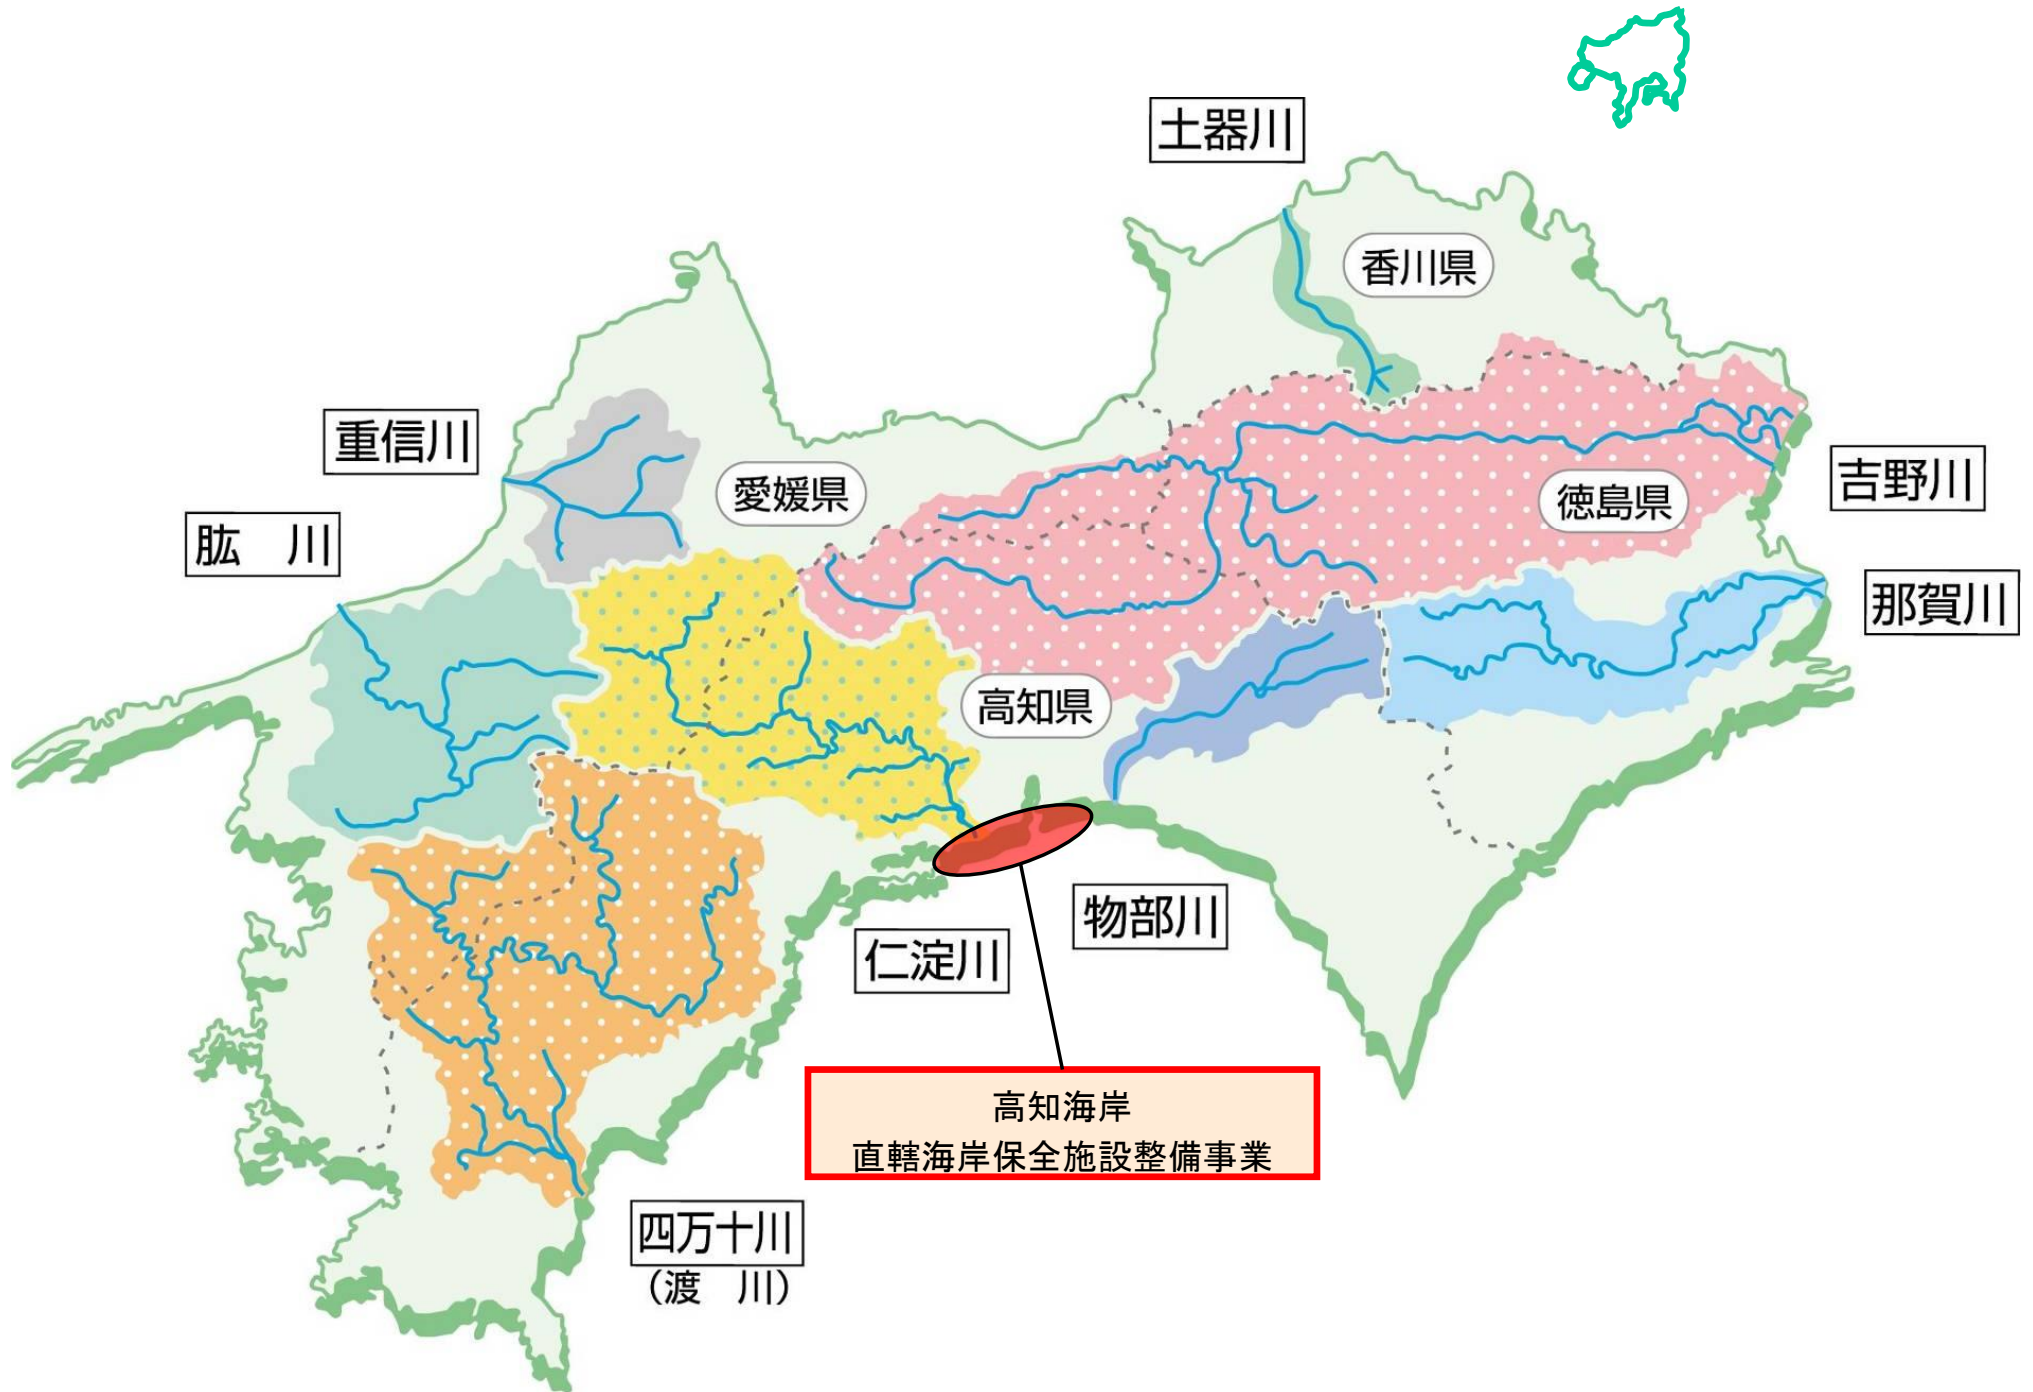 土器川
香川県
重信川
愛媛県
吉野川
徳島県
肱　川
那賀川
高知県
物部川
仁淀川
高知海岸
直轄海岸保全施設整備事業
四万十川
（渡　川）